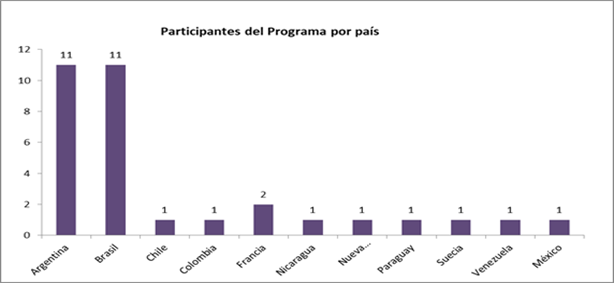 Participantes del Programa por país
12
10
8
6
4
2
0
11 11 1 1 2 1 1 1 1 1 1
Argentina Brasil Chile Colombia Francia Nicaragua Nueva... Paraguay Suecia Venezuela México